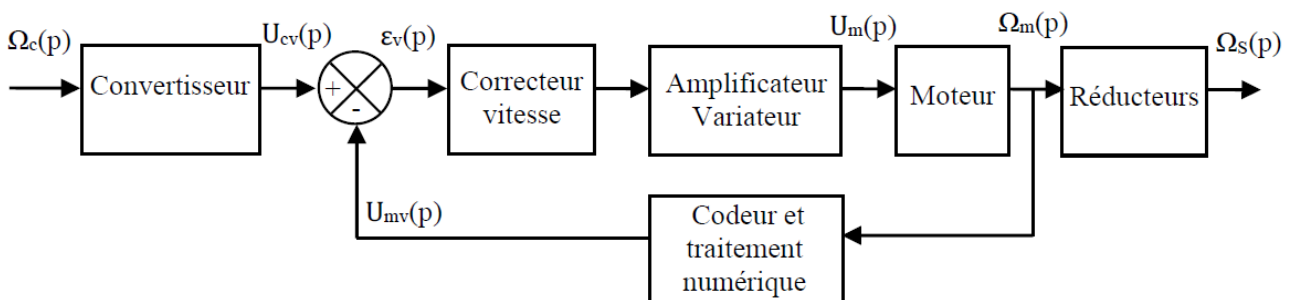 Ωc(p)
Convertisseur
Ucv(p)
+
-
εv(p)
Correcteur
vitesse
Amplificateur
Variateur
Um(p)
Moteur
Ωm(p)
Réducteurs
ΩS(p)
Umv(p)
Codeur et
traitement
numérique